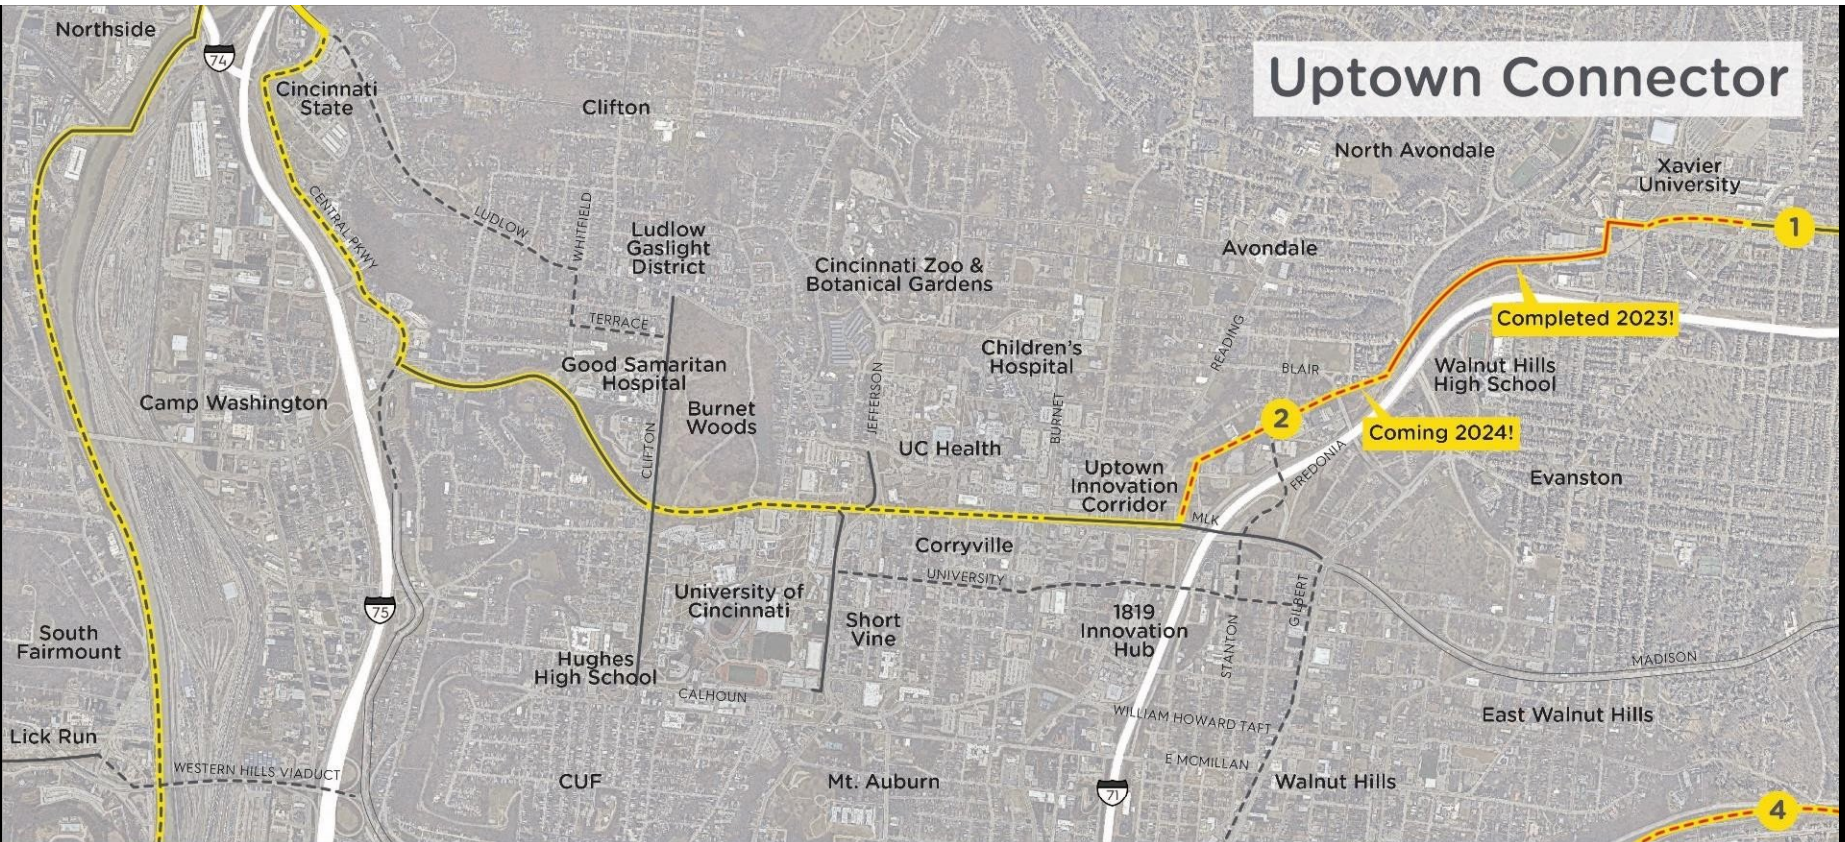 Northside
74
Uptown Connector
Cincinnati
State
Clifton
North Avondale
Xavier
University
1
CENTRAL PKWY
LUDLOW
WHITFIELD
Ludlow
Gaslight
District
Cincinnati Zoo &
Botanical Gardens
Avondale
Completed 2023!
TERRACE
Good Samaritan
Hospital
Children's
Hospital
READING
BLAIR
Walnut Hills
High School
Camp Washington
Burnet
Woods
JEFFERSON
BURNET
2
Coming 2024!
CLIFTON
UC Health
Uptown
Innovation
Corridor
FREDONIA
Evanston
MLK
Corryville
UNIVERSITY
75
University of
Cincinnati
Short
Vine
1819
Innovation
Hub
STANTON
GILBERT
South
Fairmount
Hughes
High School
CALHOUN
MADISON
WILLIAM HOWARD TAFT
East Walnut Hills
Lick Run
WESTERN HILLS VIADUCT
E MCMILLAN
CUF
Mt. Auburn
71
Walnut Hills
4